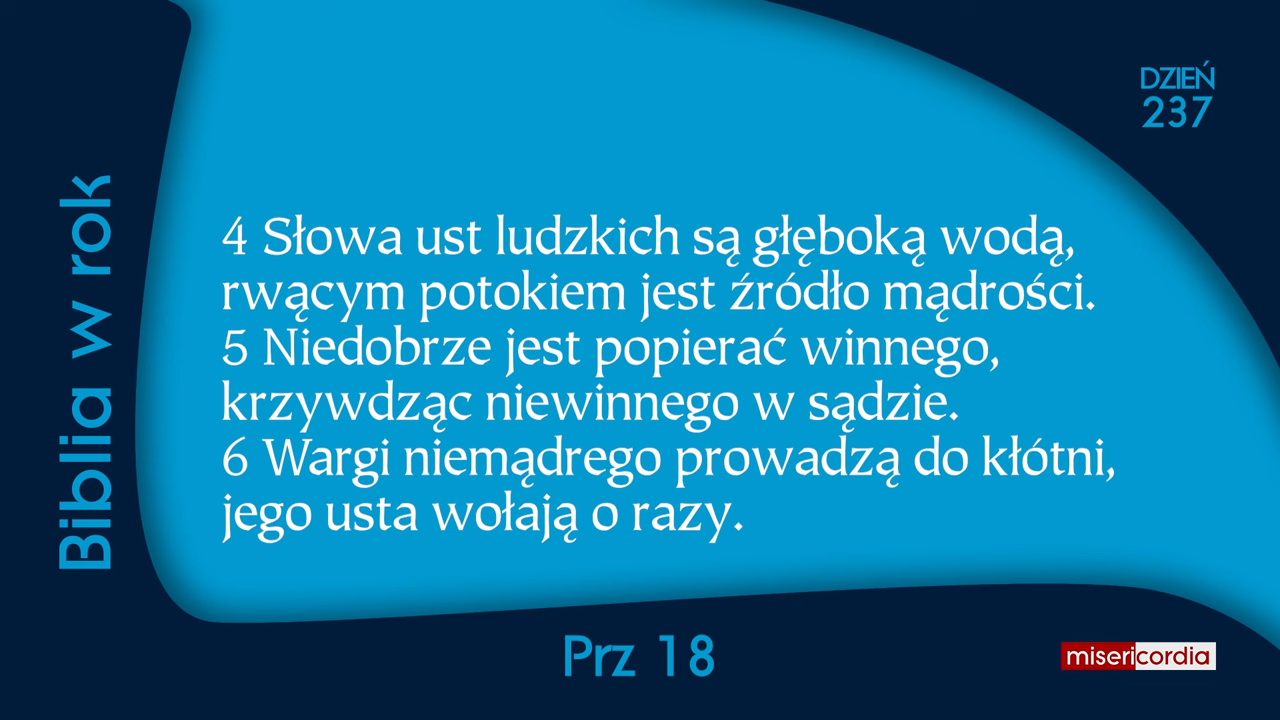 DZIEŃ
237
Biblia w rok
4 Słowa ust ludzkich są głęboką wodą,
rwącym potokiem jest źródło mądrości.
5 Niedobrze jest popierać winnego,
krzywdząc niewinnego w sądzie.
6 Wargi niemądrego prowadzą do kłótni,
jego usta wołają o razy.
Prz 18
misericordia